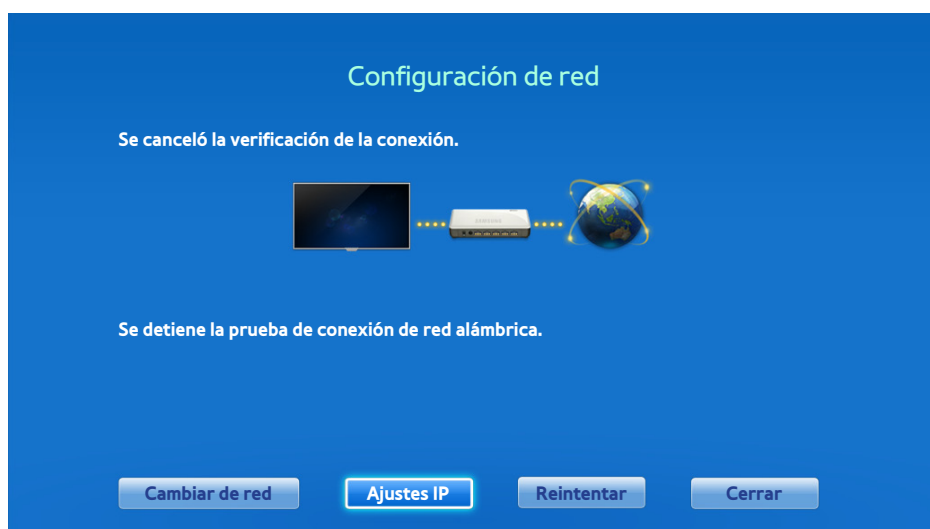 Configuración de red
Se canceló la verificación de la conexión.
SAMSUNG
Se detiene la prueba de conexión de red alámbrica.
Cambiar de red
Ajustes IP
Reintentar
Cerrar